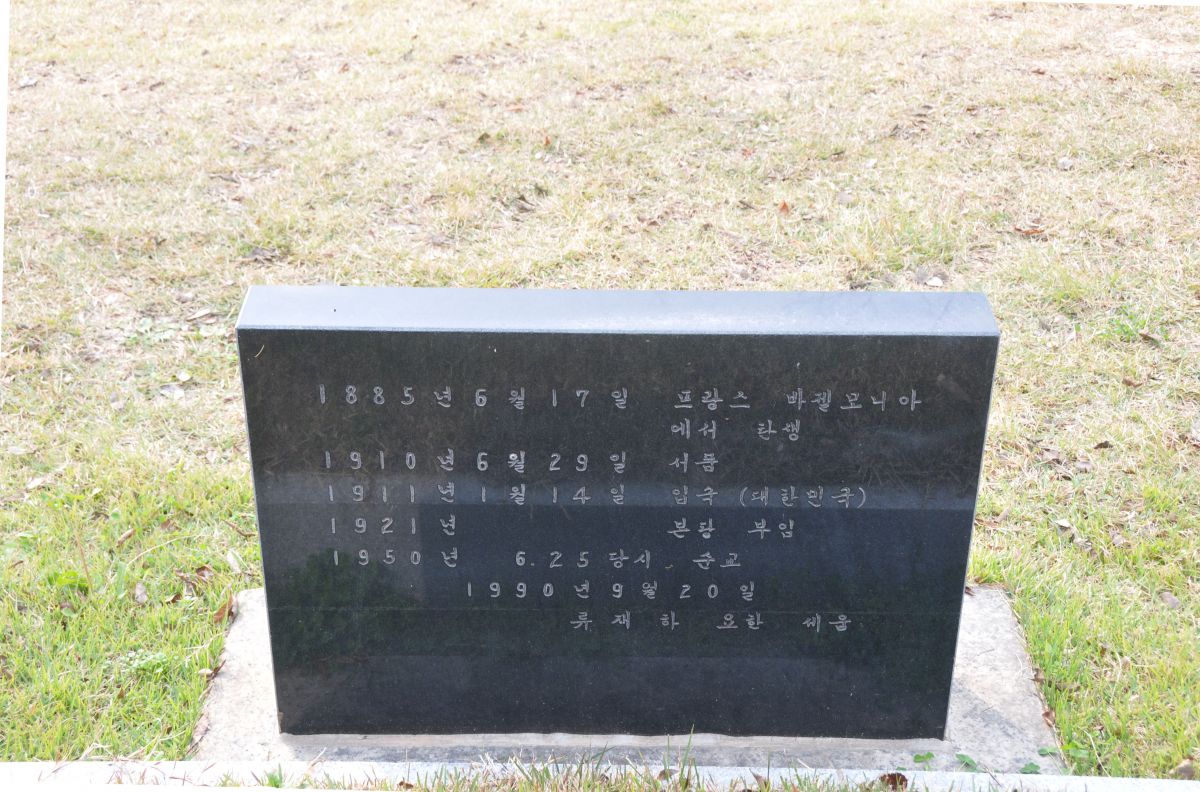 1885년 6월 17일 프랑스 바젤모니아
에서 탄생
1910년 6월 29일 서품
1911년 1월 14일 입국 (대한민국)
1921년 본당 부임
1950년 6.25 당시 순교
1990년 9월 20일
류재하 요한 세움